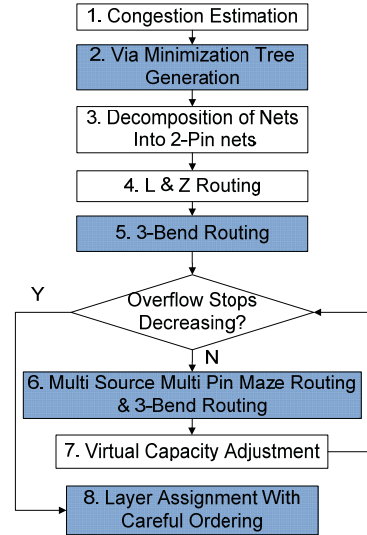 1. Congestion Estimation
2. Via Minimization Tree
Generation
3. Decomposition of Nets
Into 2-Pin nets
4. L & Z Routing
5. 3-Bend Routing
Y
Overflow Stops
Decreasing?
N
6. Multi Source Multi Pin Maze Routing
& 3-Bend Routing
7. Virtual Capacity Adjustment
8. Layer Assignment With
Careful Ordering